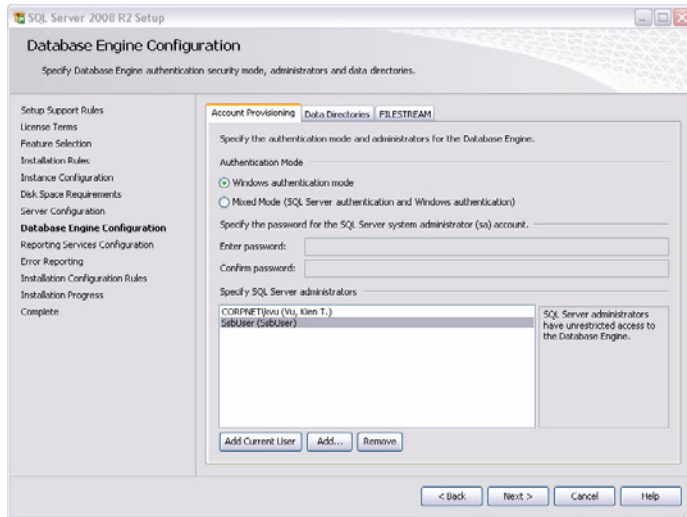 SQL Server 2008 R2 Setup
Database Engine Configuration
Specify Database Engine authentication security mode, administrators and data directories.
Setup Support Rules
License Terms
Feature Selection
Installation Rules
Instance Configuration
Disk Space Requirements
Server Configuration
Database Engine Configuration
Reporting Services Configuration
Error Reporting
Installation Configuration Rules
Installation Progress
Complete
Account Provisioning Data Directories FILESTREAM
Specify the authentication mode and administrators for the Database Engine.
Authentication Mode
Windows authentication mode
Mixed Mode (SQL Server authentication and Windows authentication)
Specify the password for the SQL Server system administrator (sa) account.
Enter password:
Confirm password:
Specify SQL Server administrators
(Vu, Kien T.)
SsbUser (SsbUser)
SQL Server administrators
have unrestricted access to
the Database Engine.
Add Current User Add... Remove
< Back Next > Cancel Help